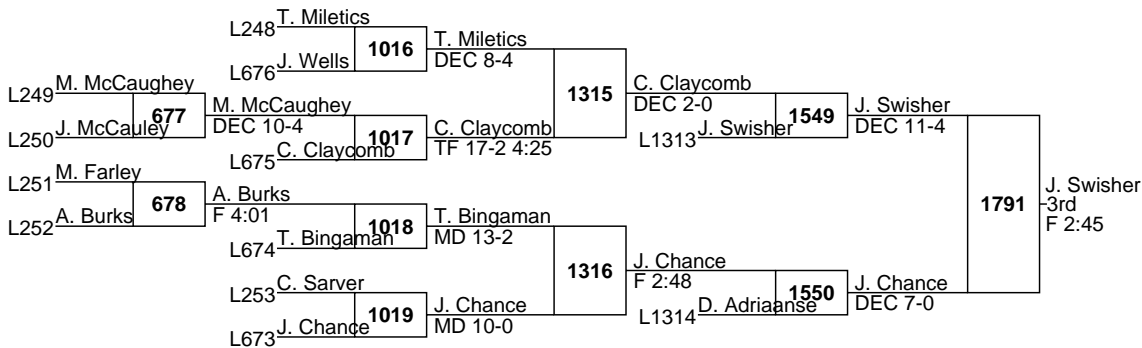 L248 T. Miletics
1016 T. Miletics
DEC 8-4
L676 J. Wells
L249 M. McCaughey
677 M. McCaughey
DEC 10-4
L250 J. McCauley
1017 C. Claycomb
TF 17-2 4:25
L675 C. Claycomb
1315 C. Claycomb
DEC 2-0
L1313 J. Swisher
1549 J. Swisher
DEC 11-4
L251 M. Farley
678 A. Burks
F 4:01
L252 A. Burks
1018 T. Bingaman
MD 13-2
L674 T. Bingaman
L253 C. Sarver
1019 J. Chance
MD 10-0
L673 J. Chance
1316 J. Chance
F 2:48
L1314 D. Adriaanse
1550 J. Chance
DEC 7-0
1791 J. Swisher
3rd
F 2:45